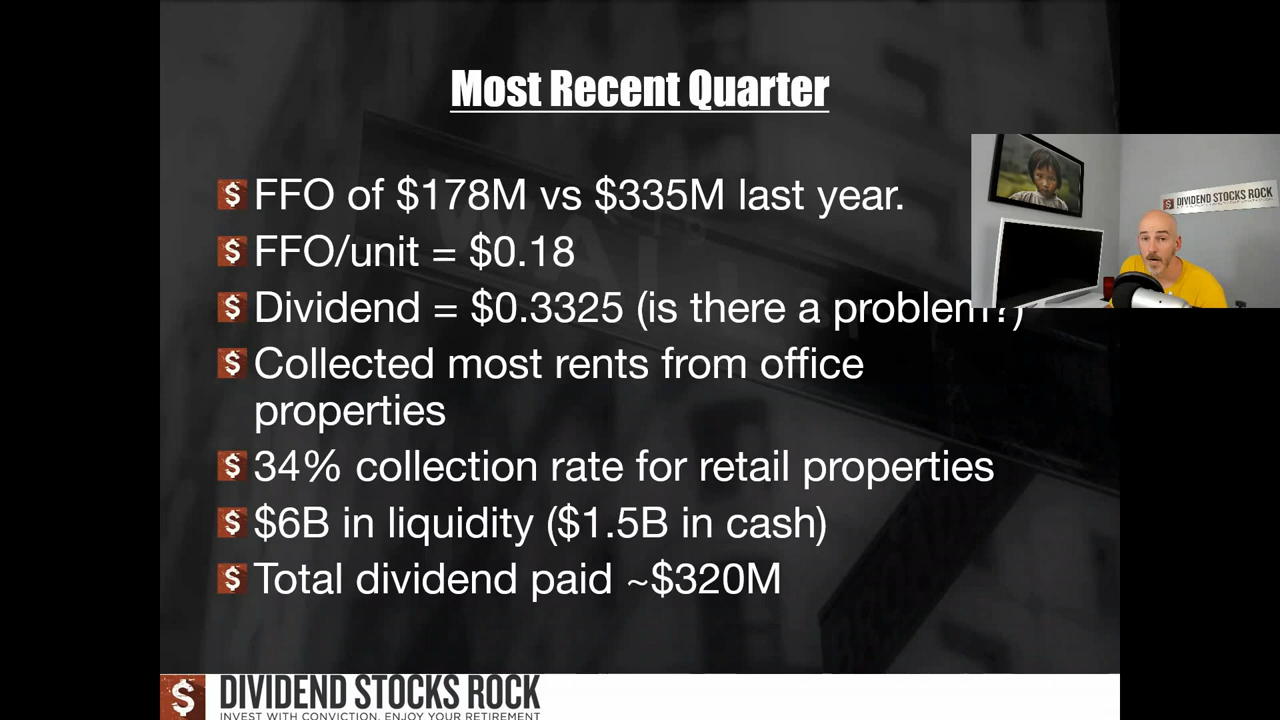 Most Recent Quarter
FFO of $178M vs $335M last year.
FFO/unit = $0.18
Dividend = $0.3325 (is there a problem?)
Collected most rents from office
properties
34% collection rate for retail properties
$6B in liquidity ($1.5B in cash)
Total dividend paid ~$320M
DIVIDEND STOCKS ROCK
DIVIDEND STOCKS ROCK
INVEST WITH CONVICTION. ENJOY YOUR RETIREMENT